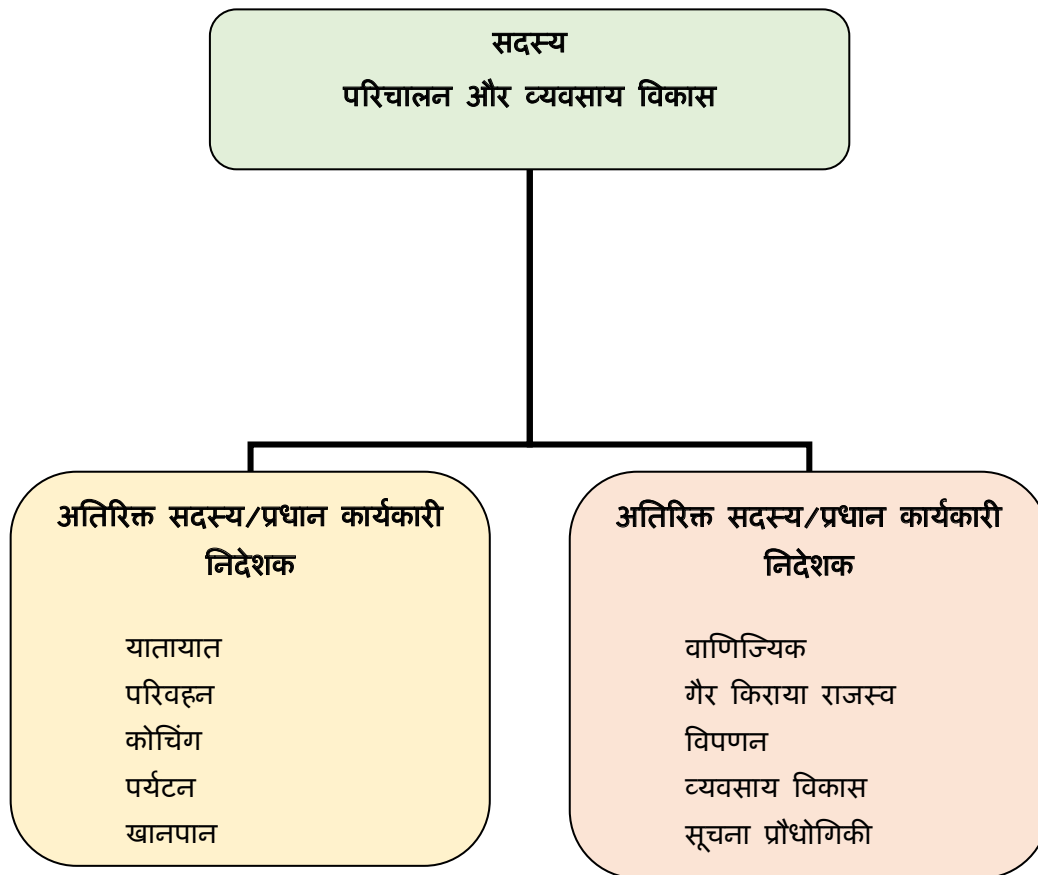 सदस्य
परिचालन और व्यवसाय विकास
अतिरिक्त सदस्य/प्रधान कार्यकारी
निदेशक
यातायात
परिवहन
कोचिंग
पर्यटन
खानपान
अतिरिक्त सदस्य/प्रधान कार्यकारी
निदेशक
वाणिज्यिक
गैर किराया राजस्व
विपणन
व्यवसाय विकास
सूचना प्रौधोगिकी